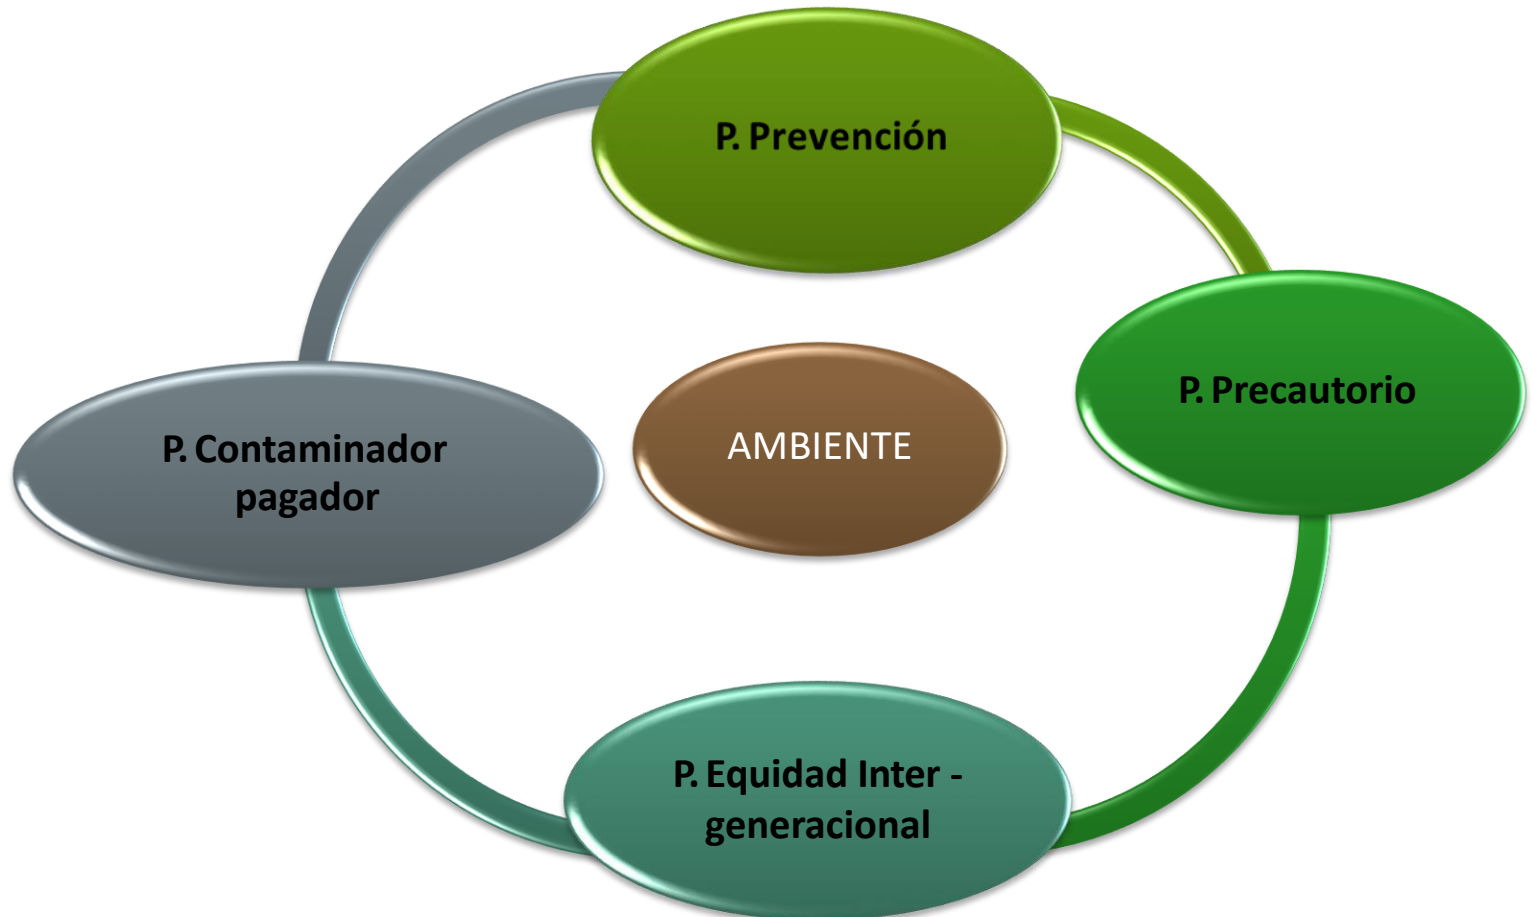 P. Prevención
P. Precautorio
AMBIENTE
P. Contaminador
pagador
P. Equidad Inter -
generacional